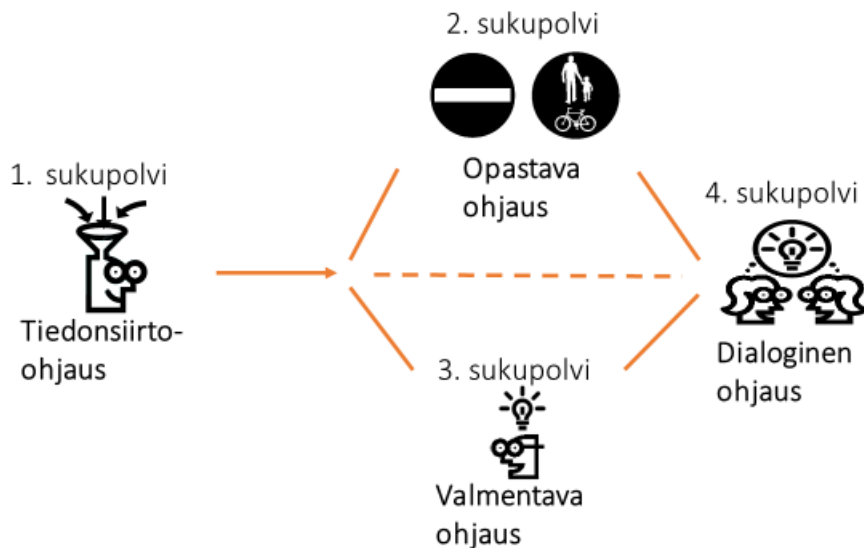 1. sukupolvi
Tiedonsiirto-
ohjaus
2. sukupolvi
Opastava
ohjaus
3. sukupolvi
Valmentava
ohjaus
4. sukupolvi
Dialoginen
ohjaus